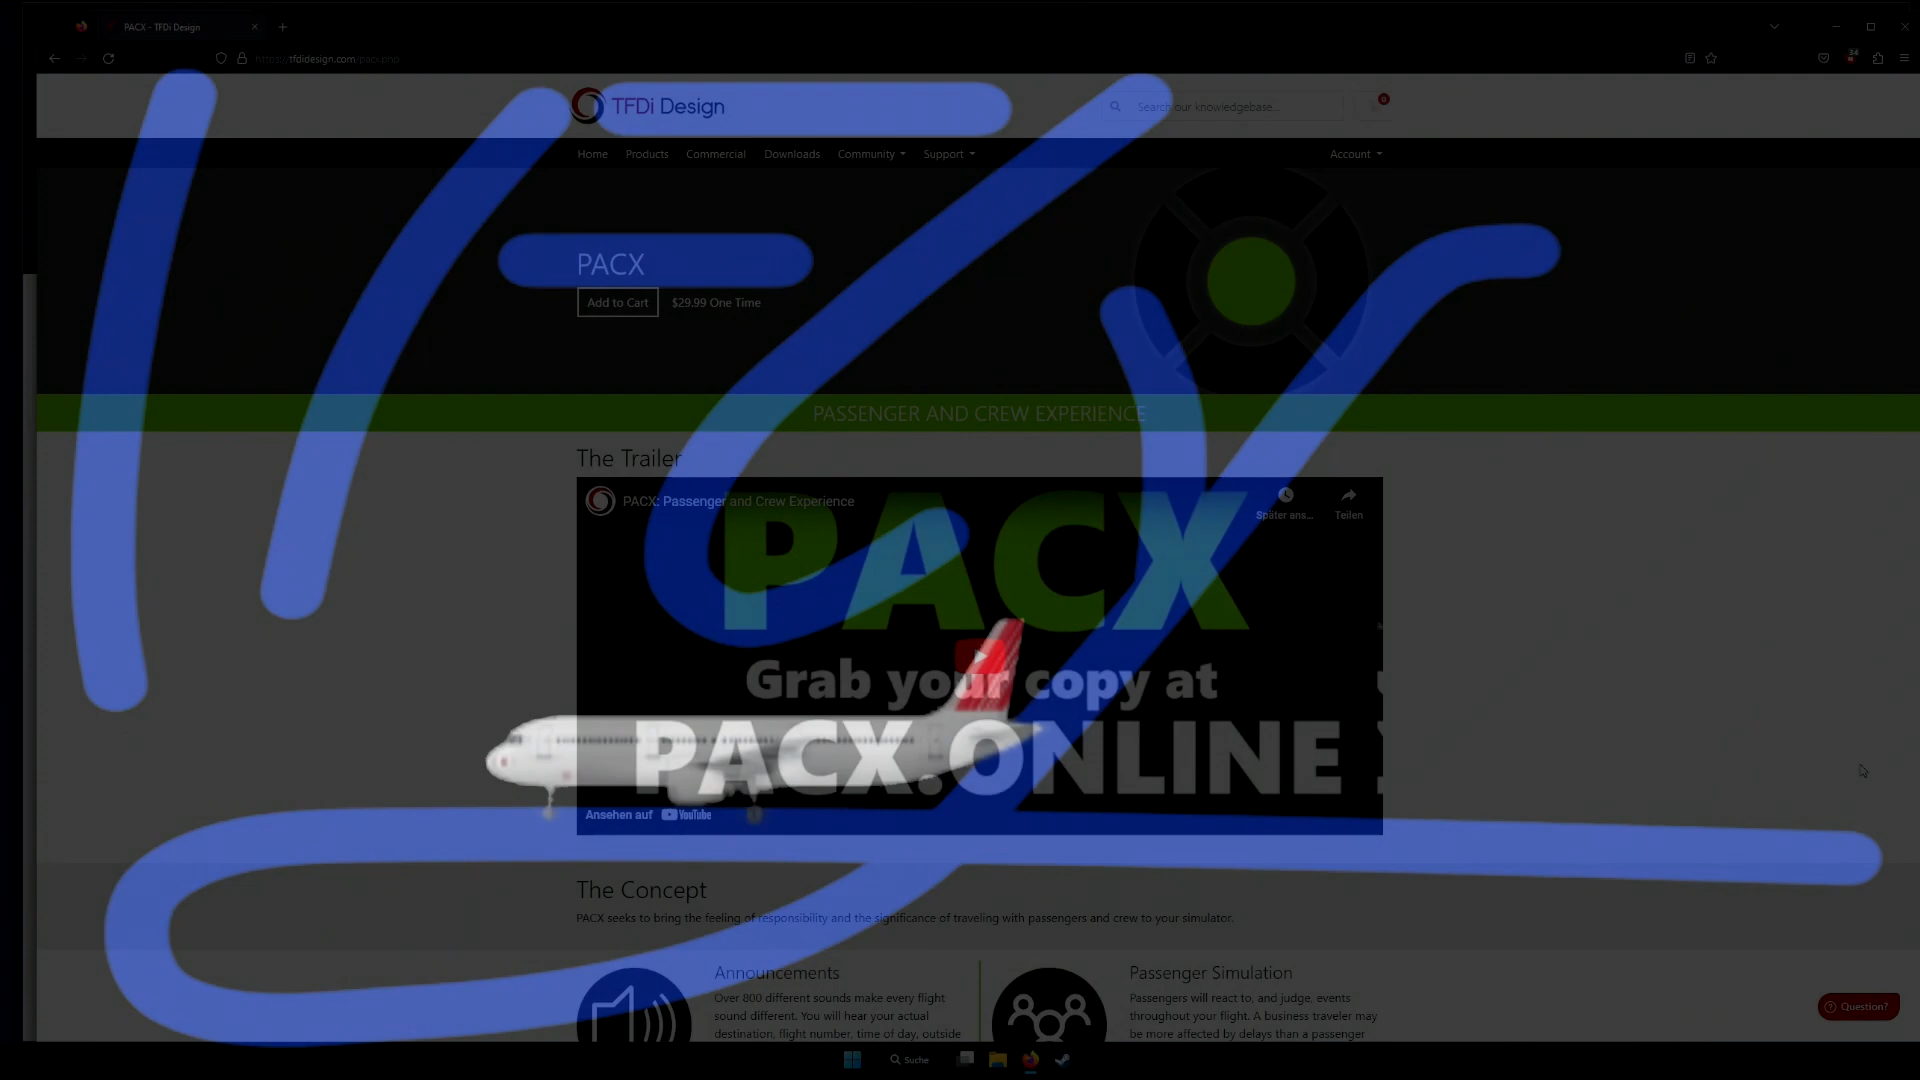 PACX - TFDi Design
https://tfdidesign.com/pacx.php
34
TFDi Design
Search our knowledgebase...
0
Home Products Commercial Downloads Community Support Account
PACX
Add to Cart $29.99 One Time
PASSENGER AND CREW EXPERIENCE
The Trailer
PACX: Passenger and Crew Experience
Später ans... Teilen
PACX
Grab your copy at
PACX.ONLINE
Ansehen auf YouTube
The Concept
PACX seeks to bring the feeling of responsibility and the significance of traveling with passengers and crew to your simulator.
Announcements
Over 800 different sounds make every flight
sound different. You will hear your actual
destination, flight number, time of day, outside
Passenger Simulation
Passengers will react to, and judge, events
throughout your flight. A business traveler may
be more affected by delays than a passenger
Question?
Suche